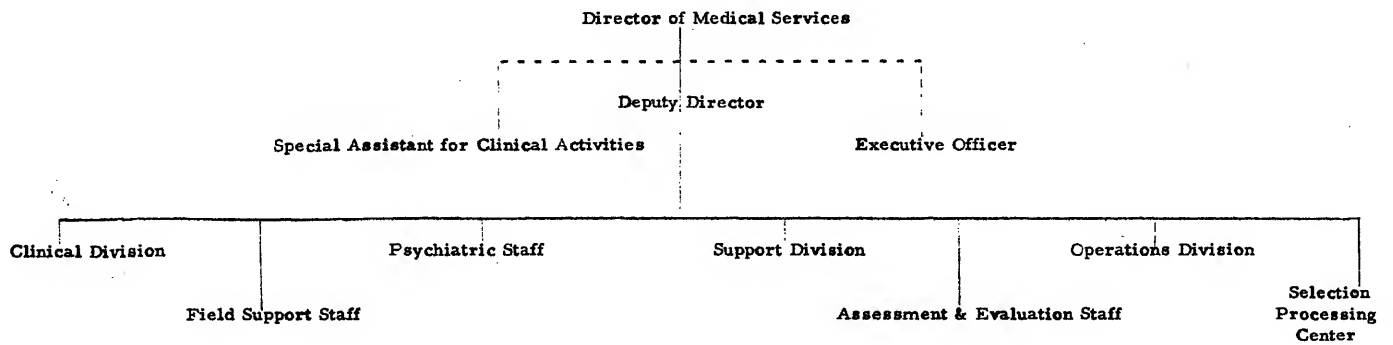 Director of Medical Services
Deputy Director
Special Assistant for Clinical Activities
Executive Officer
Clinical Division
Psychiatric Staff
Support Division
Operations Division
Field Support Staff
Assessment & Evaluation Staff
Selection
Processing
Center